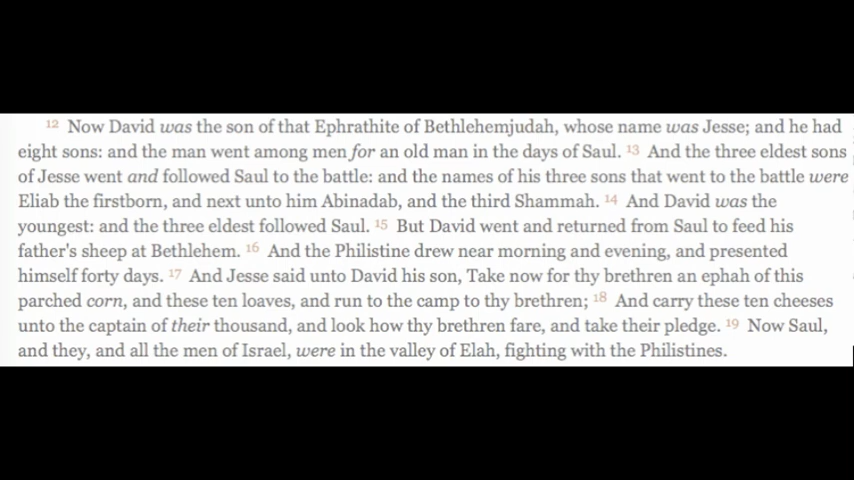 12 Now David was the son of that Ephrathite of Bethlehemjudah, whose name was Jesse; and he had
eight sons: and the man went among men for an old man in the days of Saul. 13 And the three eldest sons
of Jesse went and followed Saul to the battle: and the names of his three sons that went to the battle were
Eliab the firstborn, and next unto him Abinadab, and the third Shammah. 14 And David was the
youngest: and the three eldest followed Saul. 15 But David went and returned from Saul to feed his
father's sheep at Bethlehem. 16 And the Philistine drew near morning and evening, and presented
himself forty days. 17 And Jesse said unto David his son, Take now for thy brethren an ephah of this
parched corn, and these ten loaves, and run to the camp to thy brethren; 18 And carry these ten cheeses
unto the captain of their thousand, and look how thy brethren fare, and take their pledge. 19 Now Saul,
and they, and all the men of Israel, were in the valley of Elah, fighting with the Philistines.